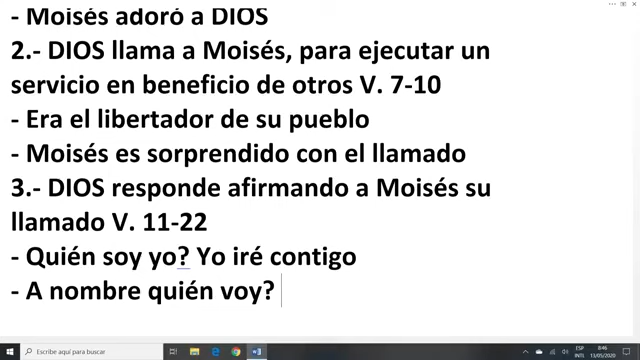 - Moisés adoró a DIOS
2.- DIOS llama a Moisés, para ejecutar un
servicio en beneficio de otros V. 7-10
- Era el libertador de su pueblo
- Moisés es sorprendido con el llamado
3.- DIOS responde afirmando a Moisés su
llamado V. 11-22
- Quién soy yo? Yo iré contigo
- A nombre quién voy?
Escribe aquí para buscar
ESP
INTL
8:46
13/05/2020